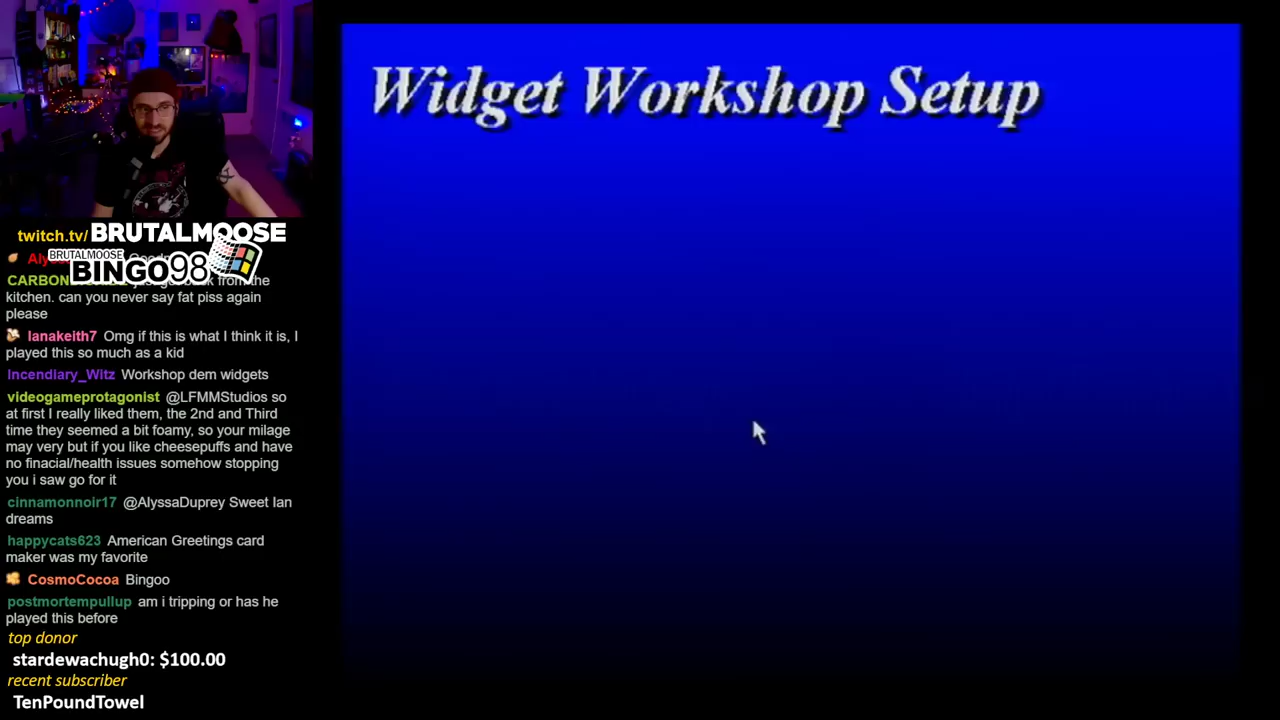 Widget Workshop Setup
twitch.tv/BRUTALMOOSE
BRUTALMOOSE
BINGO98
from the
kitchen. can you never say fat piss again
please
lanakeith7 Omg if this is what I think it is, I
played this so much as a kid
Incendiary_Witz Workshop dem widgets
videogameprotagonist @LFMMStudios so
at first I really liked them, the 2nd and Third
time they seemed a bit foamy, so your milage
may very but if you like cheesepuffs and have
no finacial/health issues somehow stopping
you i saw go for it
cinnamonnoir17 @AlyssaDuprey Sweet Ian
dreams
happycats623 American Greetings card
maker was my favorite
CosmoCocoa Bingoo
postmortempullup am i tripping or has he
played this before
top donor
stardewachugh0: $100.00
recent subscriber
TenPoundTowel